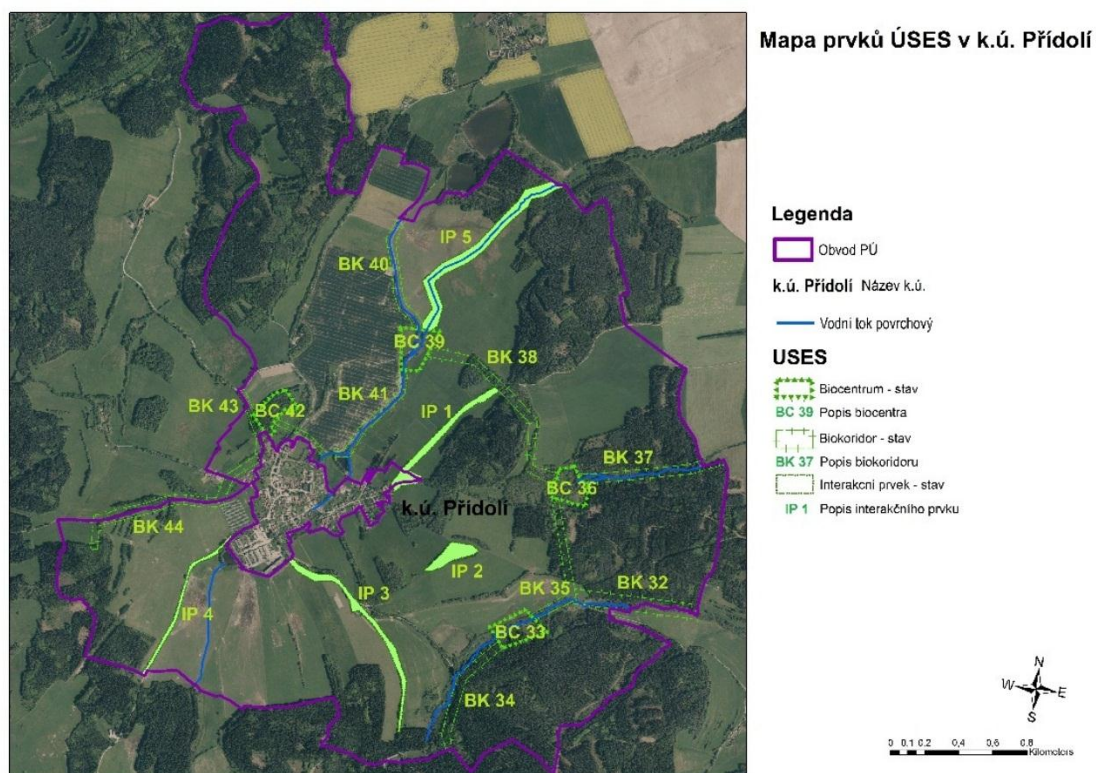 Mapa prvků ÚSES v k.ú. Přídolí
IP 5
BK 40
BC 39
BK 38
BK 41
IP 1
BK 43
BC 42
BK 37
BC 36
k.ú. Přídolí
BK 44
IP 2
BK 35
BK 32
IP 3
IP 4
BC 33
BK 34
Legenda
Obvod PÚ
k.ú. Přídolí Název k.ú.
Vodní tok povrchový
USES
Biocentrum - stav
BC 39 Popis biocentra
Biokoridor - stav
BK 37 Popis biokoridoru
Interakcní prvek - stav
IP 1 Popis interakčního prvku
N
W E
S
0 0,1 0,2 0,4 0,6 0,8
Kilometers